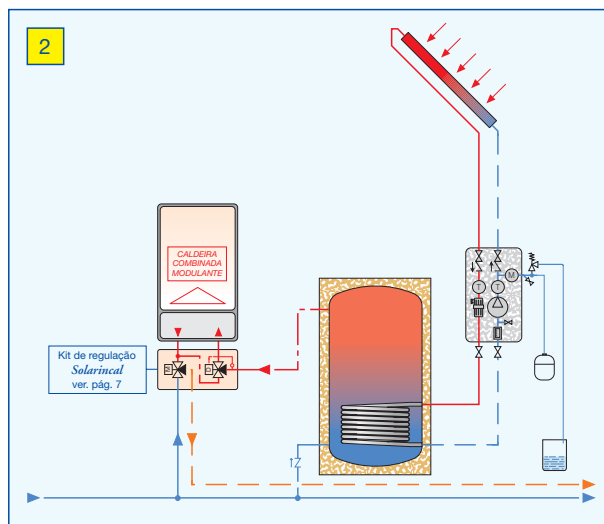 2
CALDEIRA
COMBINADA
MODULANTE
Kit de regulação
Solarincal
ver. pág. 7
M
D
T
T
M